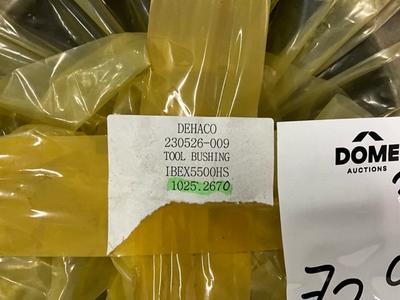 DEHACO
230526-009
TOOL BUSHING
IBEX5500HS
1025.2670
DOME
AUCTIONS